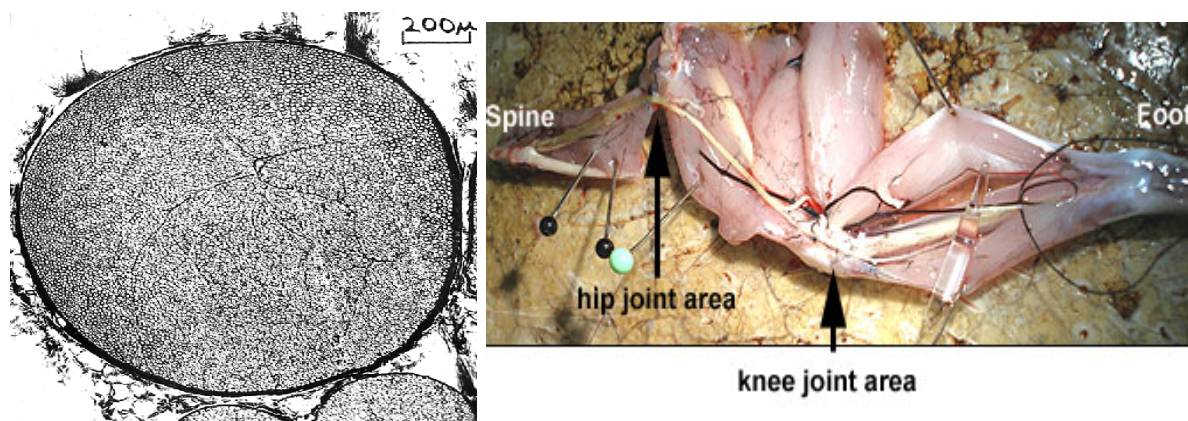 200μ
Spine
Foot
hip joint area
knee joint area